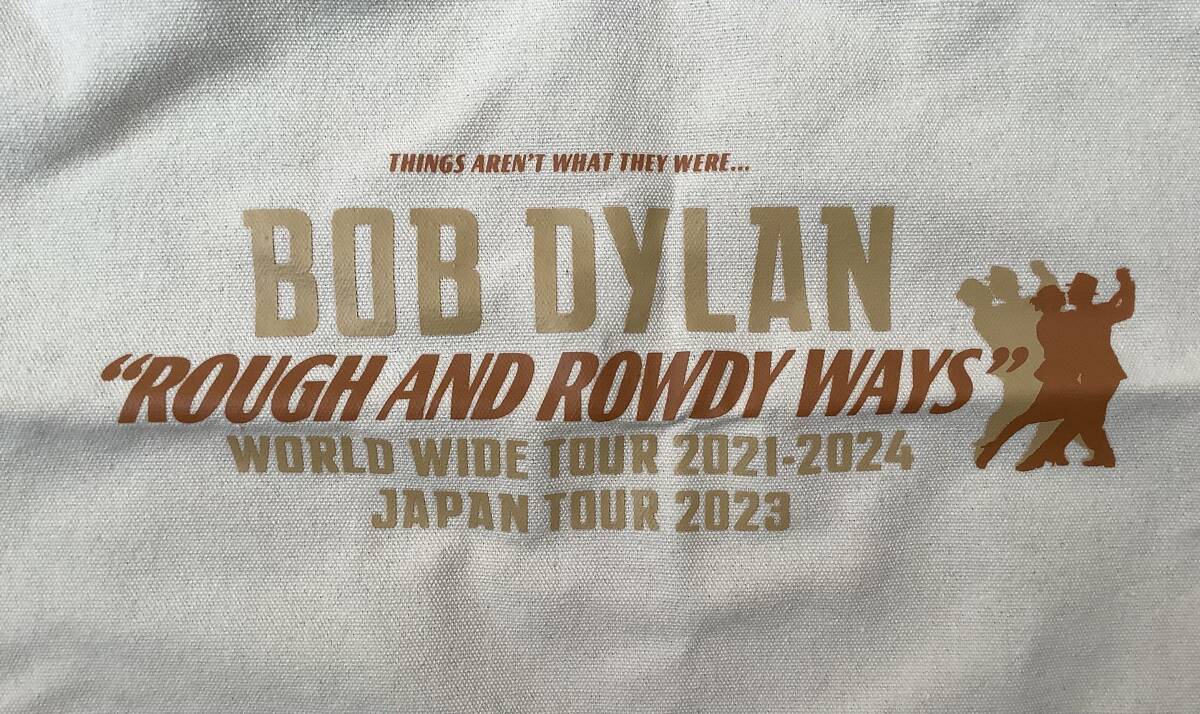 THINGS AREN'T WHAT THEY WERE...
BOB DYLAN
“ROUGH AND ROWDY WAYS”
WORLD WIDE TOUR 2021-2024
JAPAN TOUR 2023